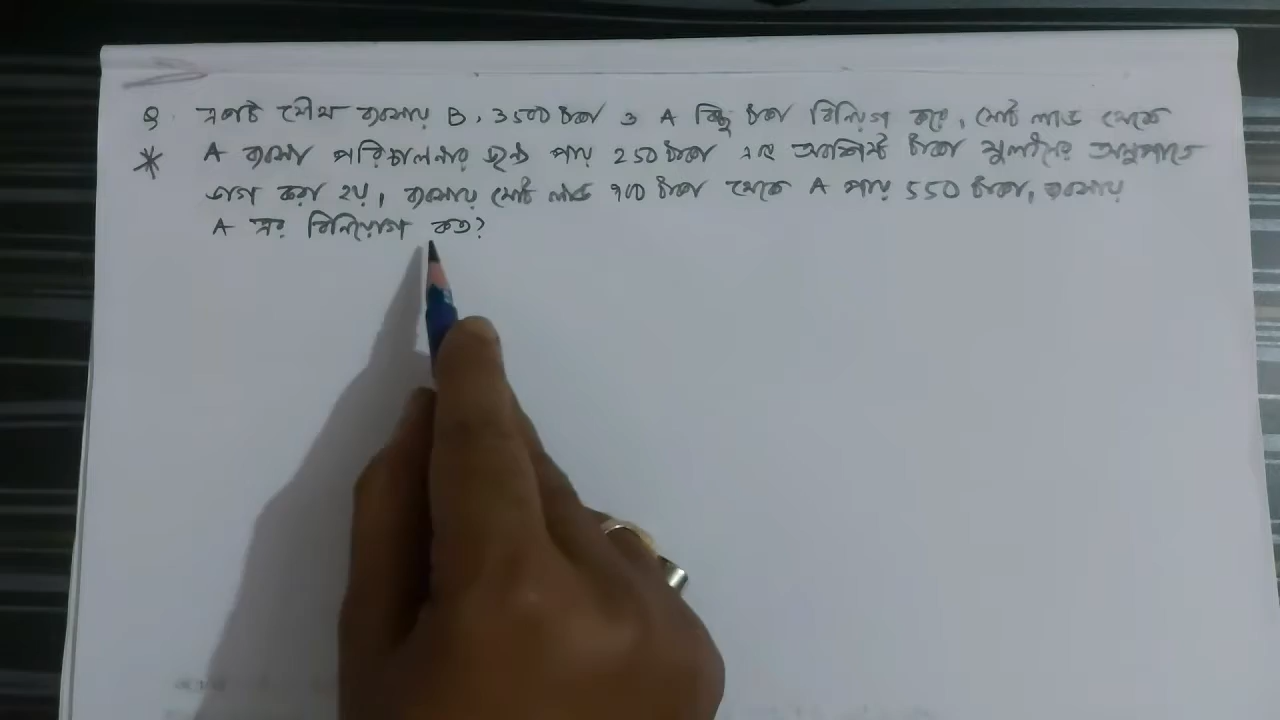 Q. একটি যৌথ ব্যবসায় B, 3500 টাকা ও A কিছু টাকা বিনিয়োগ করে, মোট লাভ থেকে
* A ব্যবসা পরিচালনার জন্য পায় 250 টাকা এবং অবশিষ্ট টাকা মূলধনের অনুপাতে
ভাগ করা হয়, ব্যবসায় মোট লাভ 900 টাকা থেকে A পায় 550 টাকা, ব্যবসায়
A এর বিনিয়োগ কত?